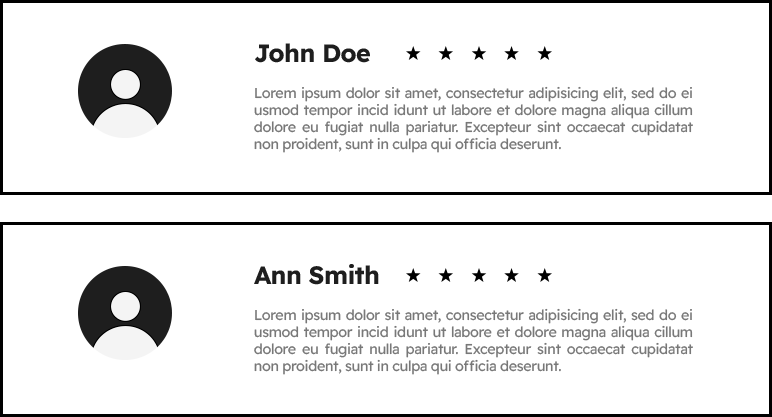 John Doe ★ ★ ★ ★ ★
Lorem ipsum dolor sit amet, consectetur adipisicing elit, sed do ei
usmod tempor incid idunt ut labore et dolore magna aliqua cillum
dolore eu fugiat nulla pariatur. Excepteur sint occaecat cupidatat
non proident, sunt in culpa qui officia deserunt.
Ann Smith ★ ★ ★ ★ ★
Lorem ipsum dolor sit amet, consectetur adipisicing elit, sed do ei
usmod tempor incid idunt ut labore et dolore magna aliqua cillum
dolore eu fugiat nulla pariatur. Excepteur sint occaecat cupidatat
non proident, sunt in culpa qui officia deserunt.